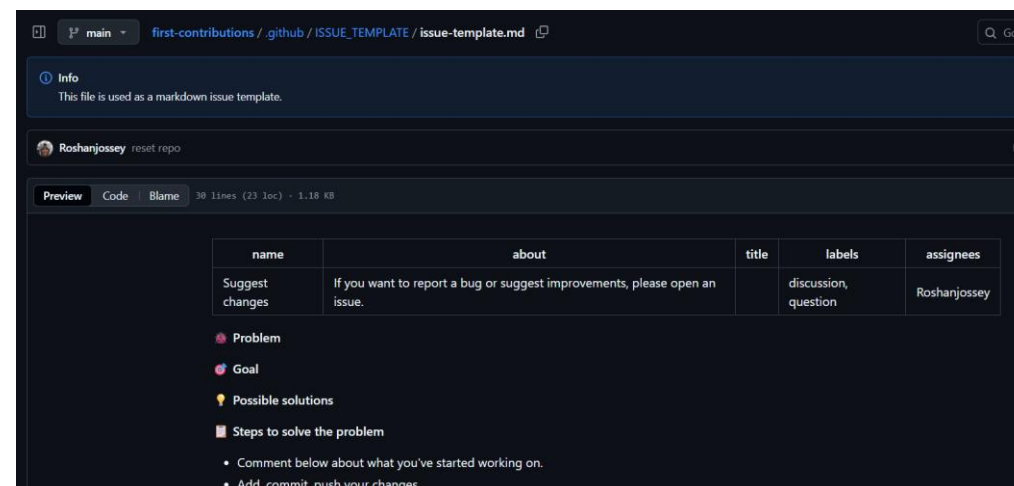 main
first-contributions / .github / ISSUE_TEMPLATE / issue-template.md
Info
This file is used as a markdown issue template.
Roshanjossey reset repo
Preview Code Blame 30 lines (23 loc) · 1.18 KB
name about title labels assignees
Suggest changes
If you want to report a bug or suggest improvements, please open an issue.
discussion, question
Roshanjossey
Problem
Goal
Possible solutions
Steps to solve the problem
• Comment below about what you've started working on.
• Add, commit, push your changes